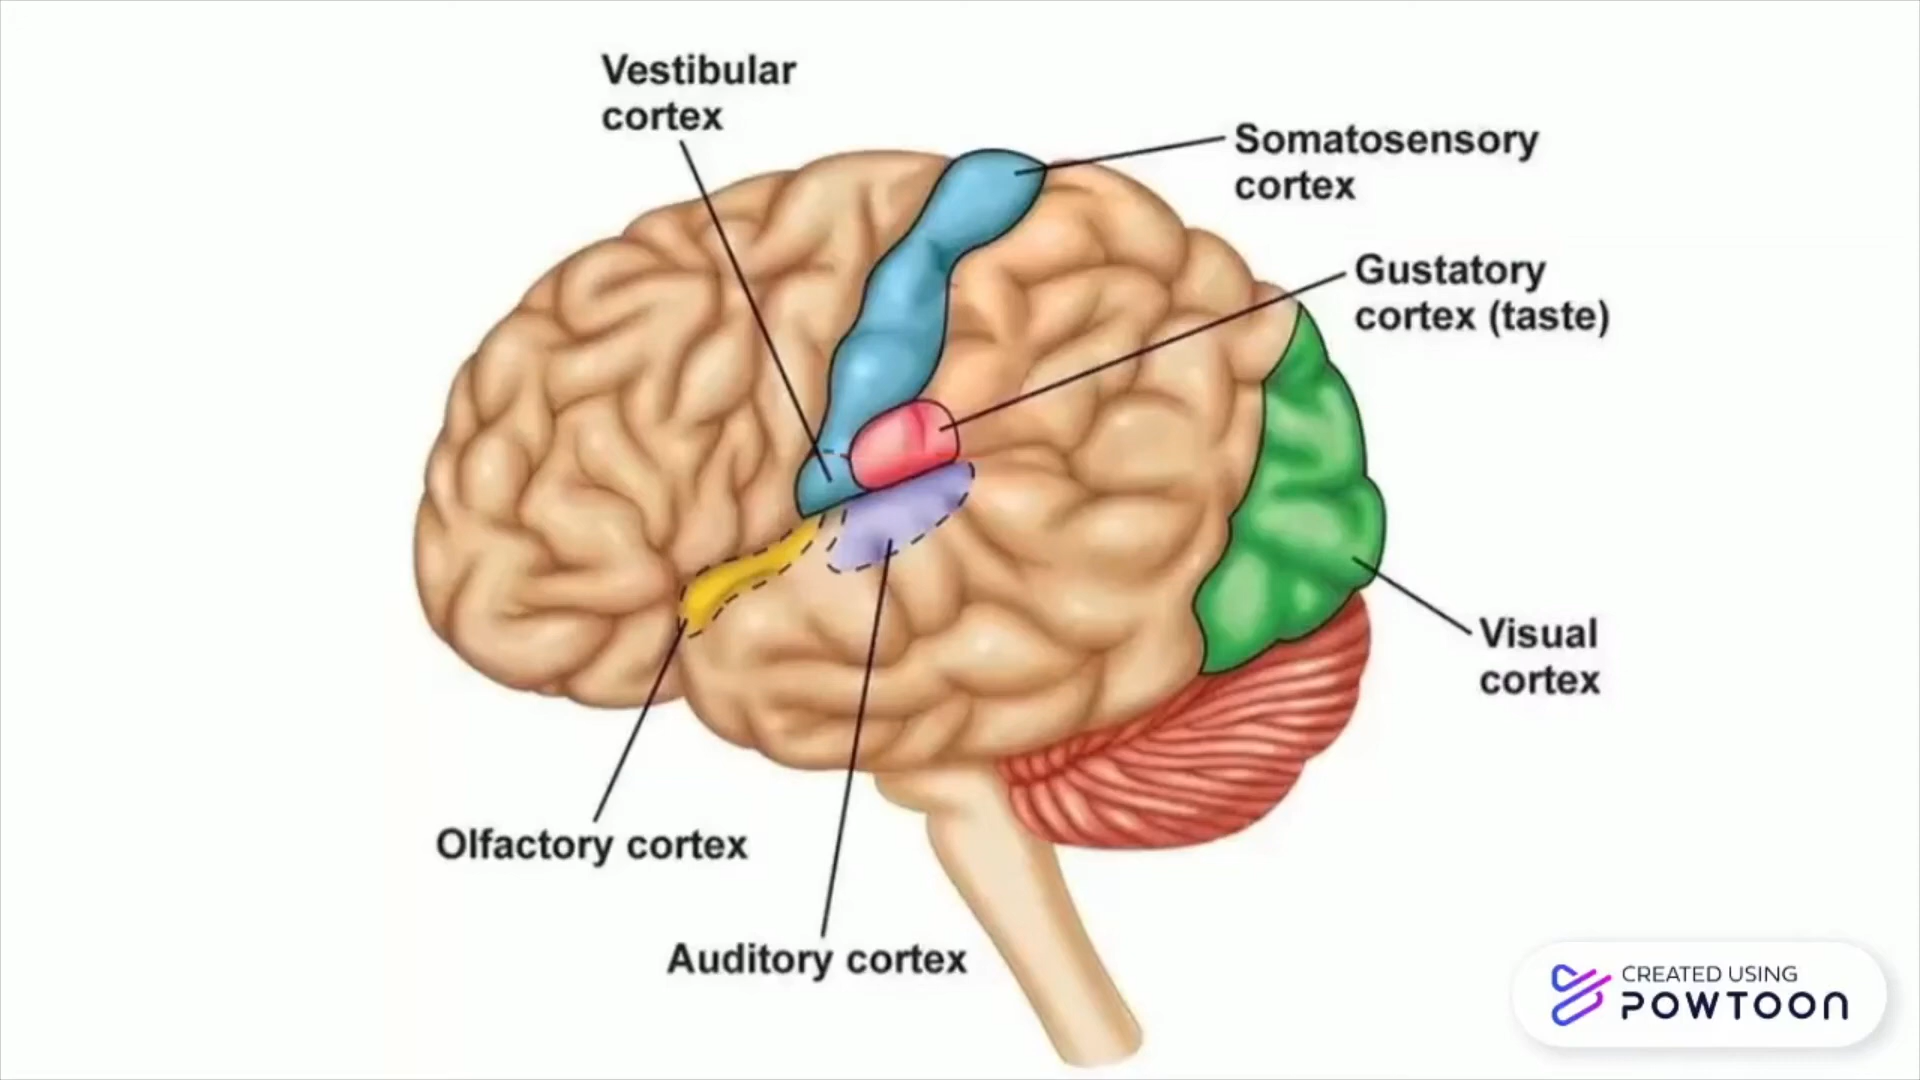 Vestibular
cortex
Somatosensory
cortex
Gustatory
cortex (taste)
Visual
cortex
Olfactory cortex
Auditory cortex
CREATED USING
POWTOON